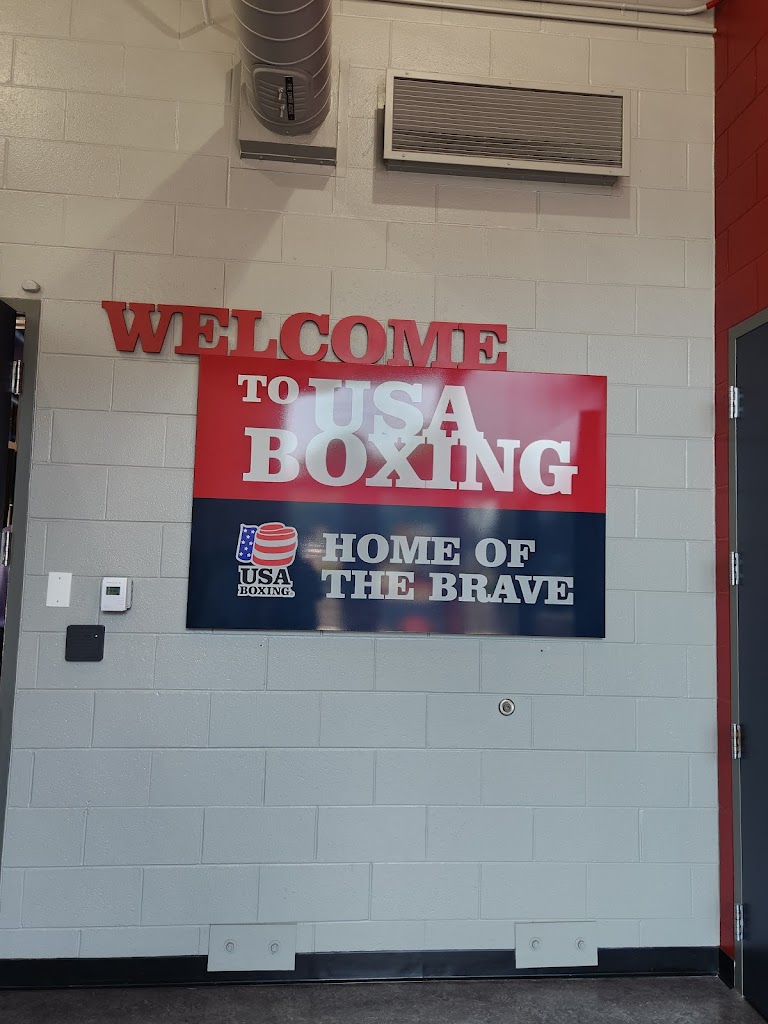 WELCOME
TO USA
BOXING
USA
BOXING
HOME OF
THE BRAVE